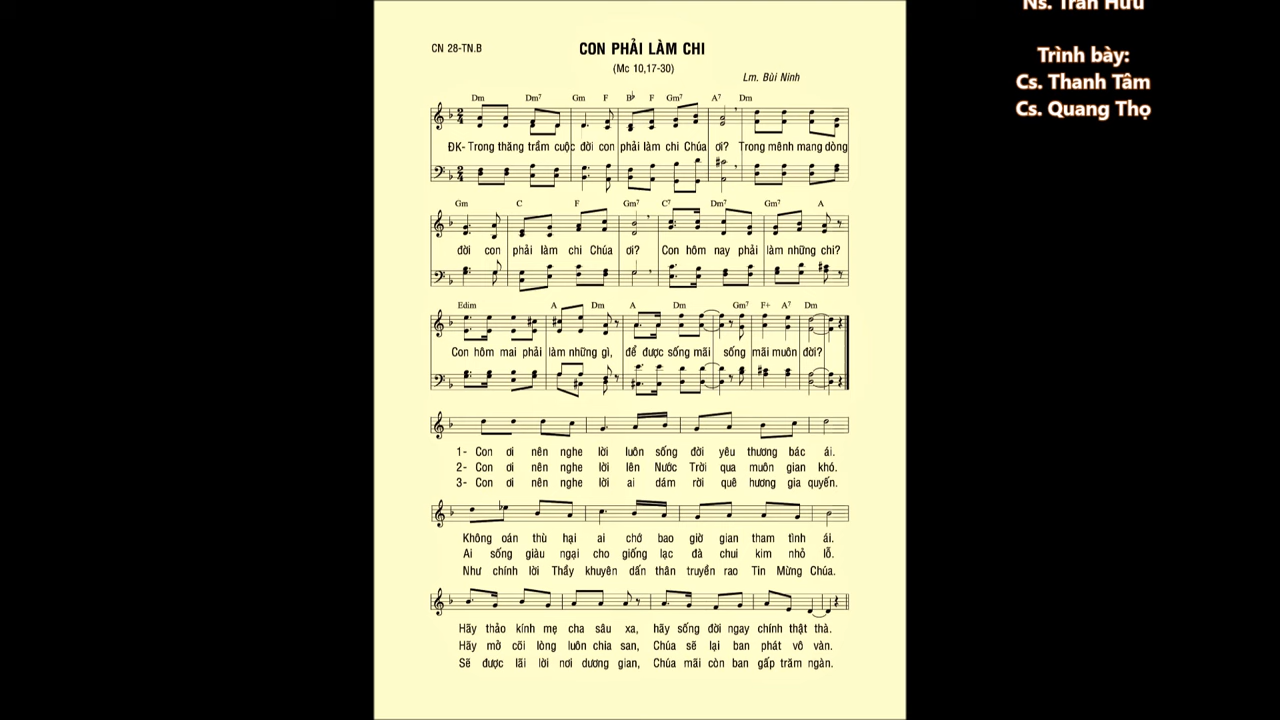 Ns. Trần Hữu
Trình bày:
Cs. Thanh Tâm
Cs. Quang Thọ
CN 28-TN.B
CON PHẢI LÀM CHI
(Mc 10,17-30)
Lm. Bùi Ninh
Dm Dm7 Gm F Bb F Gm7 A7 Dm
2 4
ĐK- Trong thăng trầm cuộc đời con phải làm chi Chúa ơi? Trong mênh mang dòng
2 4
Gm C F Gm7 C7 Dm7 Gm7 A
đời con phải làm chi Chúa ơi? Con hôm nay phải làm những chi?
Edim A Dm A Dm Gm7 F+ A7 Dm
Con hôm mai phải làm những gì, để được sống mãi sống mãi muôn đời?
1- Con ơi nên nghe lời luôn sống đời yêu thương bác ái.
2- Con ơi nên nghe lời lên Nước Trời qua muôn gian khó.
3- Con ơi nên nghe lời ai dám rời quê hương gia quyến.
Không oán thù hại ai chớ bao giờ gian tham tình ái.
Ai sống giàu ngại cho giống lạc đà chui kim nhỏ lỗ.
Như chính lời Thầy khuyên dấn thân truyền rao Tin Mừng Chúa.
Hãy thảo kính mẹ cha sâu xa, hãy sống đời ngay chính thật thà.
Hãy mở cõi lòng luôn chia san, Chúa sẽ lại ban phát vô vàn.
Sẽ được lãi lời nơi dương gian, Chúa mãi còn ban gấp trăm ngàn.